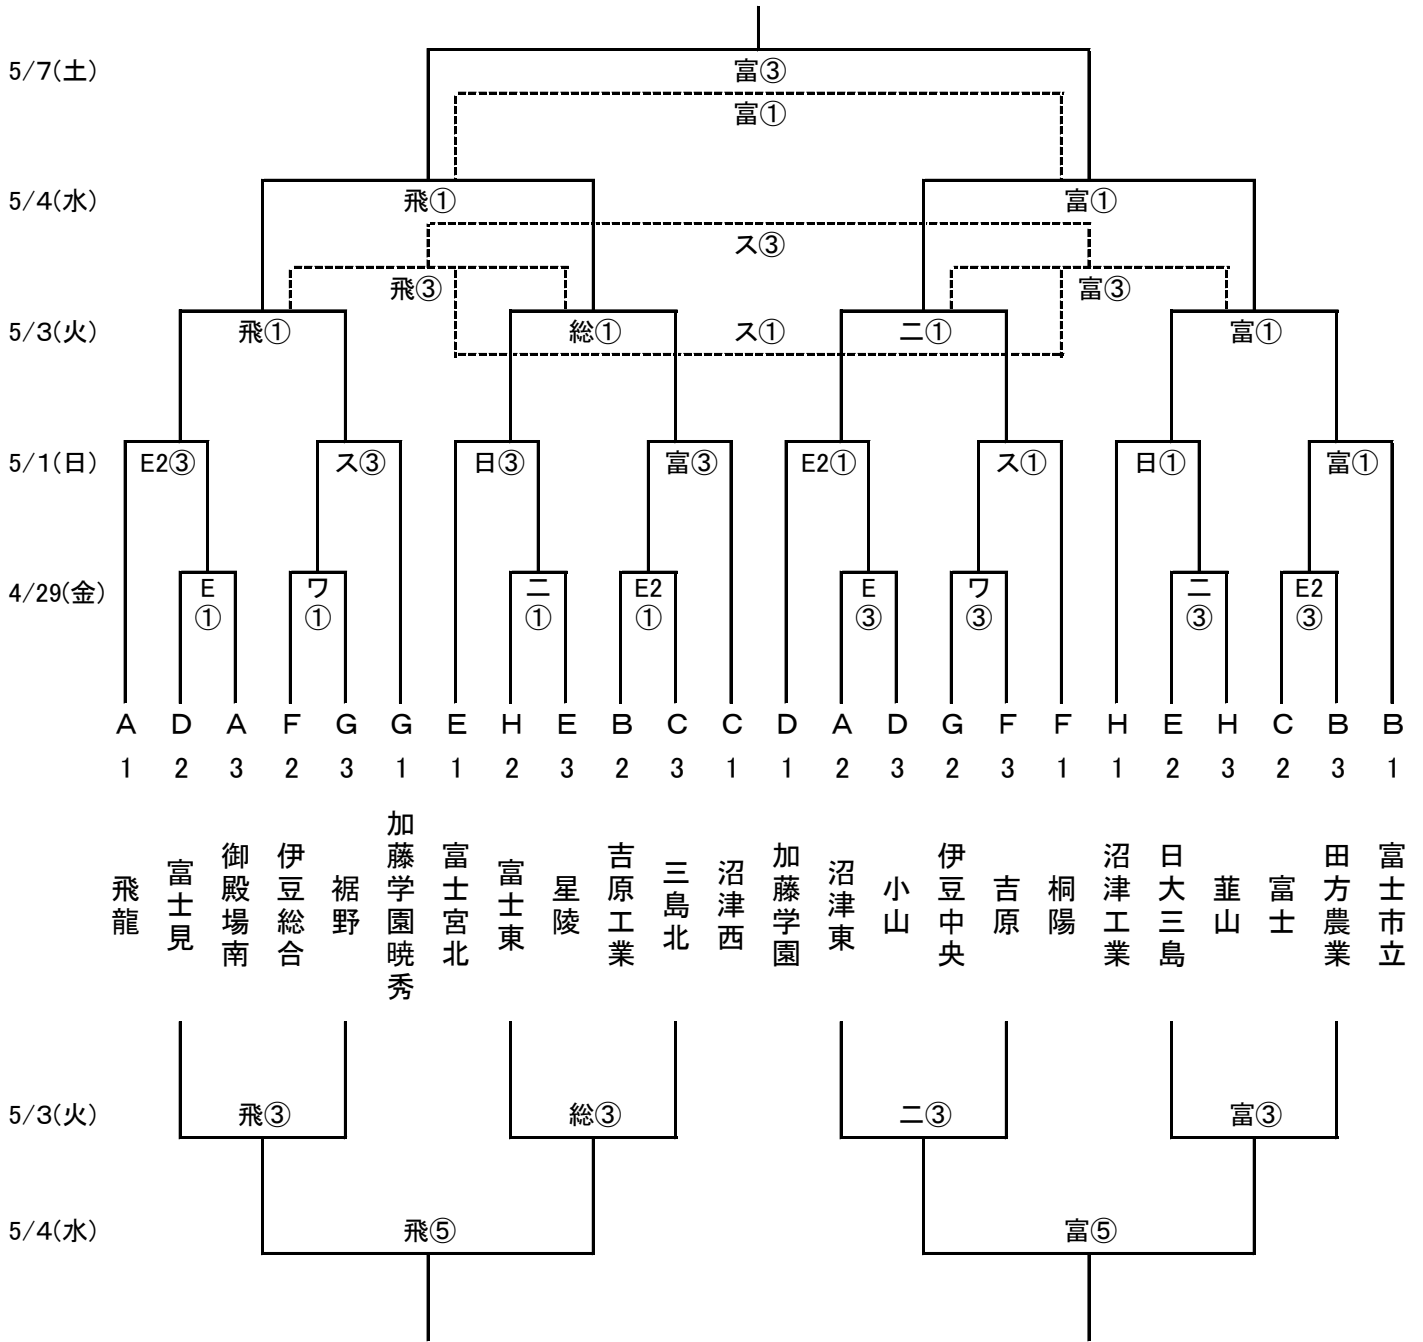 5/7(土)
富③
富①
5/4(水)
飛①
富①
ス③
飛③
富③
5/3(火)
飛①
総①
ス①
二①
富①
5/1(日)
E2③
ス③
日③
富③
E2①
ス①
日①
富①
4/29(金)
E
①
ワ
①
二
①
E2
①
E
③
ワ
③
二
③
E2
③
A D A F G G E H E B C C D A D G F F H E H C B B
1 2 3 2 3 1 1 2 3 2 3 1 1 2 3 2 3 1 1 2 3 2 3 1
飛龍
富士見
御殿場南
伊豆総合
裾野
加藤学園暁秀
富士宮北
富士東
星陵
吉原工業
三島北
沼津西
加藤学園
沼津東
小山
伊豆中央
吉原
桐陽
沼津工業
日大三島
韮山
富士
田方農業
富士市立
5/3(火)
飛③
総③
二③
富③
5/4(水)
飛⑤
富⑤